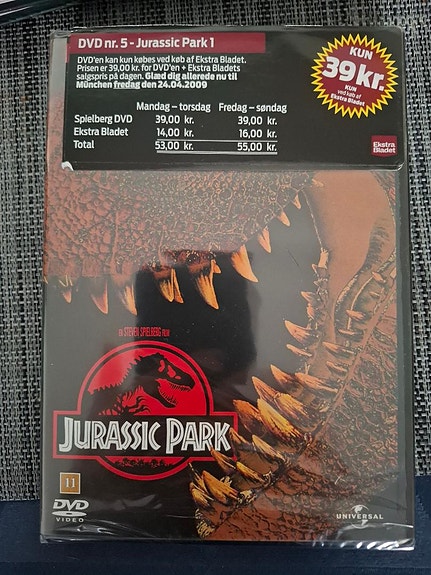 DVD nr. 5 - Jurassic Park 1
DVD'en kan kun købes ved køb af Ekstra Bladet.
Prisen er 39,00 kr. for DVD'en + Ekstra Bladets
salgspris på dagen. Glæd dig allerede nu til
München fredag den 24.04.2009
Mandag – torsdag Fredag – søndag
Spielberg DVD 39,00 kr. 39,00 kr.
Ekstra Bladet 14,00 kr. 16,00 kr.
Total 53,00 kr. 55,00 kr.
KUN
39 kr.
KUN
ved køb af
Ekstra Bladet
Ekstra
Bladet
EN STEVEN SPIELBERG FILM
JURASSIC PARK
11
DVD
VIDEO
UNIVERSAL